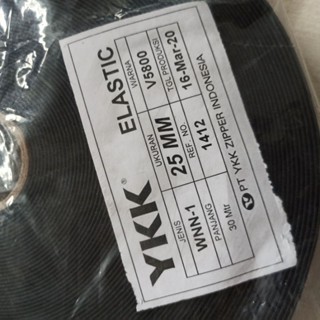 YKK® ELASTIC
JENIS UKURAN WARNA
WNN-1 25 MM V5800
PANJANG REF. NO. TGL PRODUKSI
30 Mtr 1412 16-Mar-20
PT YKK ZIPPER INDONESIA